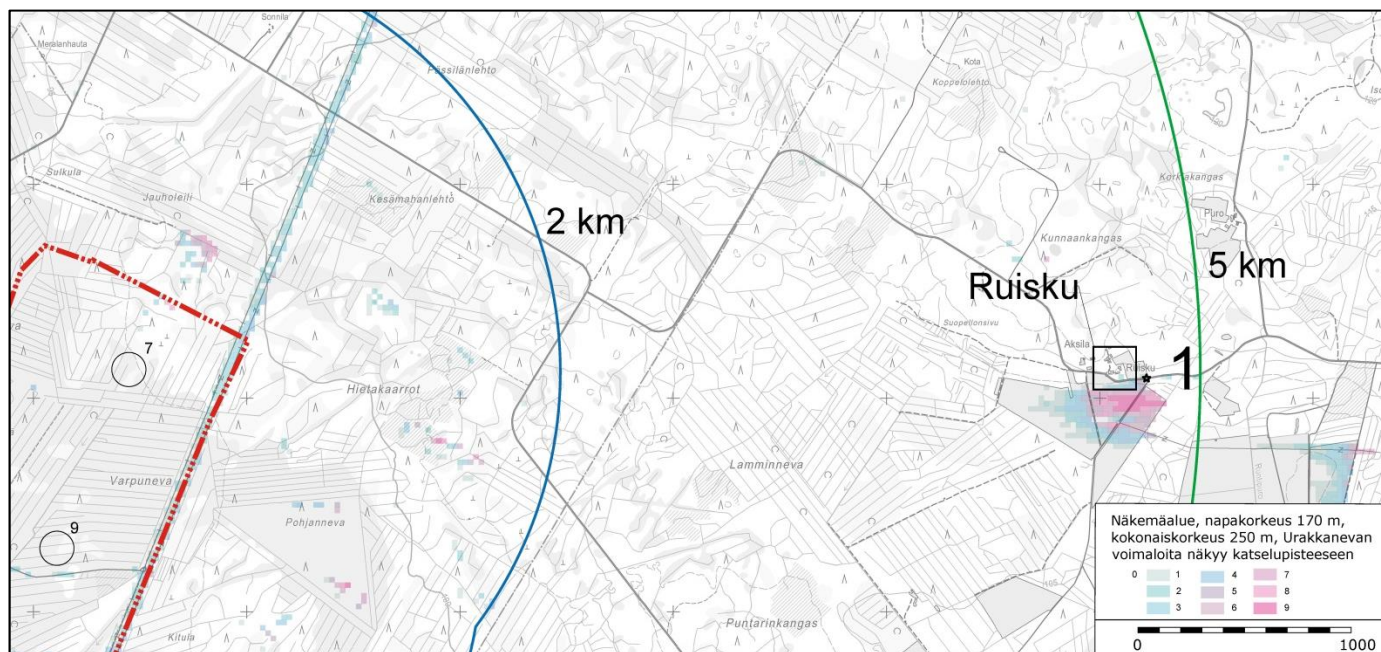 Sonnila
Meralanhauta
Pässilänlehto
Kota
Koppelolehto
Sulkula
Jauholeili
Kesämahanlehto
2 km
Korkiakangas
Puro
Kunnaankangas
5 km
Ruisku
Suopellonsivu
Aksila
Ruisku
1
7
Hietakaarrot
Lamminneva
Varpuneva
9
Pohjanneva
Puntarinkangas
Kitula
105
115
Näkemäalue, napakorkeus 170 m,
kokonaiskorkeus 250 m, Urakkanevan
voimaloita näkyy katselupisteeseen
0 1 4 7
2 5 8
3 6 9
0 1000